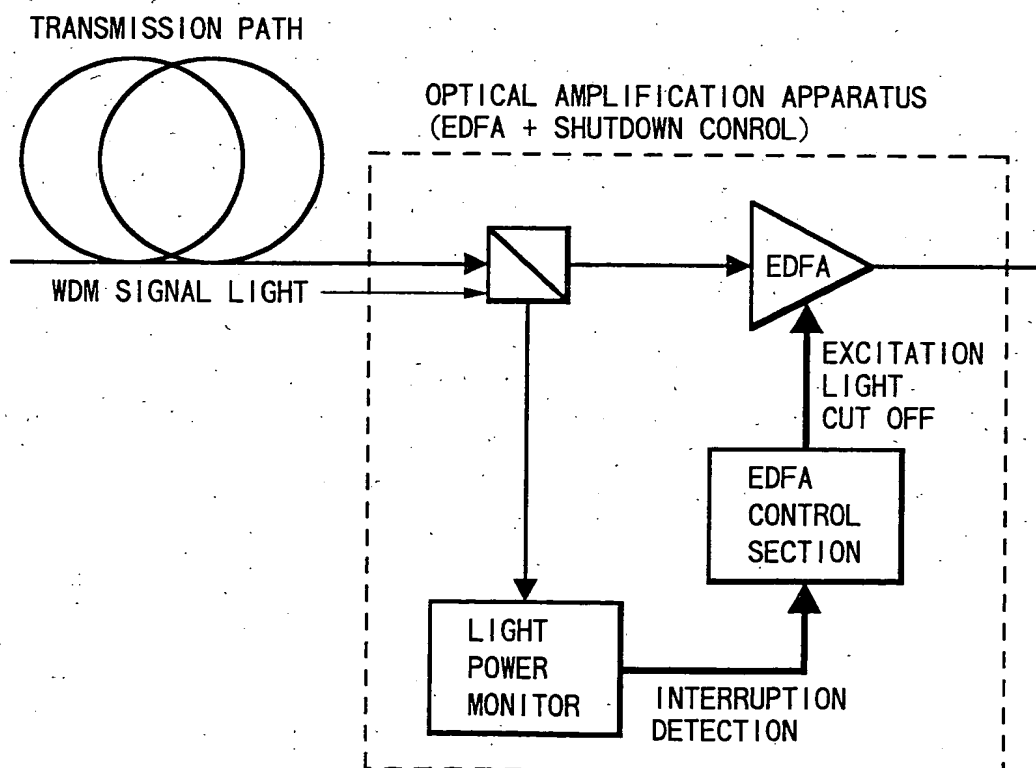 TRANSMISSION PATH
OPTICAL AMPLIFICATION APPARATUS
(EDFA + SHUTDOWN CONROL)
WDM SIGNAL LIGHT
EDFA
EXCITATION
LIGHT
CUT OFF
EDFA
CONTROL
SECTION
LIGHT
POWER
MONITOR
INTERRUPTION
DETECTION